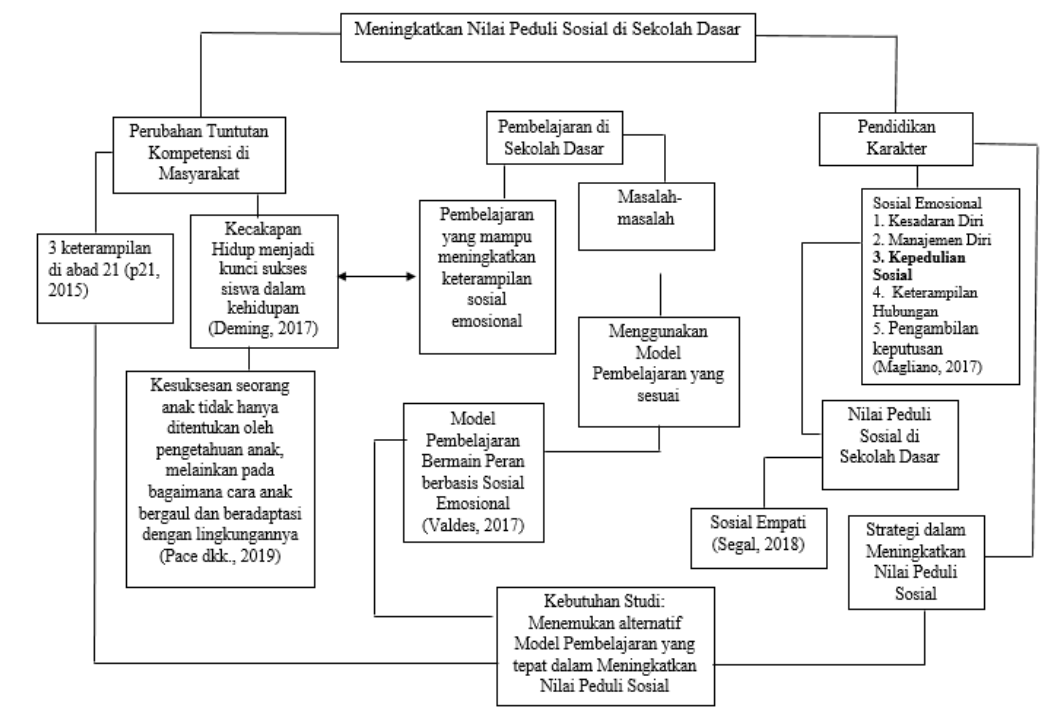 Meningkatkan Nilai Peduli Sosial di Sekolah Dasar
Perubahan Tuntutan
Kompetensi di
Masyarakat
Pembelajaran di
Sekolah Dasar
Pendidikan
Karakter
3 keterampilan
di abad 21 (p21,
2015)
Kecakapan
Hidup menjadi
kunci sukses
siswa dalam
kehidupan
(Deming, 2017)
Pembelajaran
yang mampu
meningkatkan
keterampilan
sosial
emosional
Masalah-
masalah
Sosial Emosional
1. Kesadaran Diri
2. Manajemen Diri
3. Kepedulian
Sosial
4. Keterampilan
Hubungan
5. Pengambilan
keputusan
(Magliano, 2017)
Menggunakan
Model
Pembelajaran yang
sesuai
Kesuksesan seorang
anak tidak hanya
ditentukan oleh
pengetahuan anak,
melainkan pada
bagaimana cara anak
bergaul dan beradaptasi
dengan lingkungannya
(Pace dkk., 2019)
Model
Pembelajaran
Bermain Peran
berbasis Sosial
Emosional
(Valdes, 2017)
Nilai Peduli
Sosial di
Sekolah Dasar
Sosial Empati
(Segal, 2018)
Strategi dalam
Meningkatkan
Nilai Peduli
Sosial
Kebutuhan Studi:
Menemukan alternatif
Model Pembelajaran yang
tepat dalam Meningkatkan
Nilai Peduli Sosial